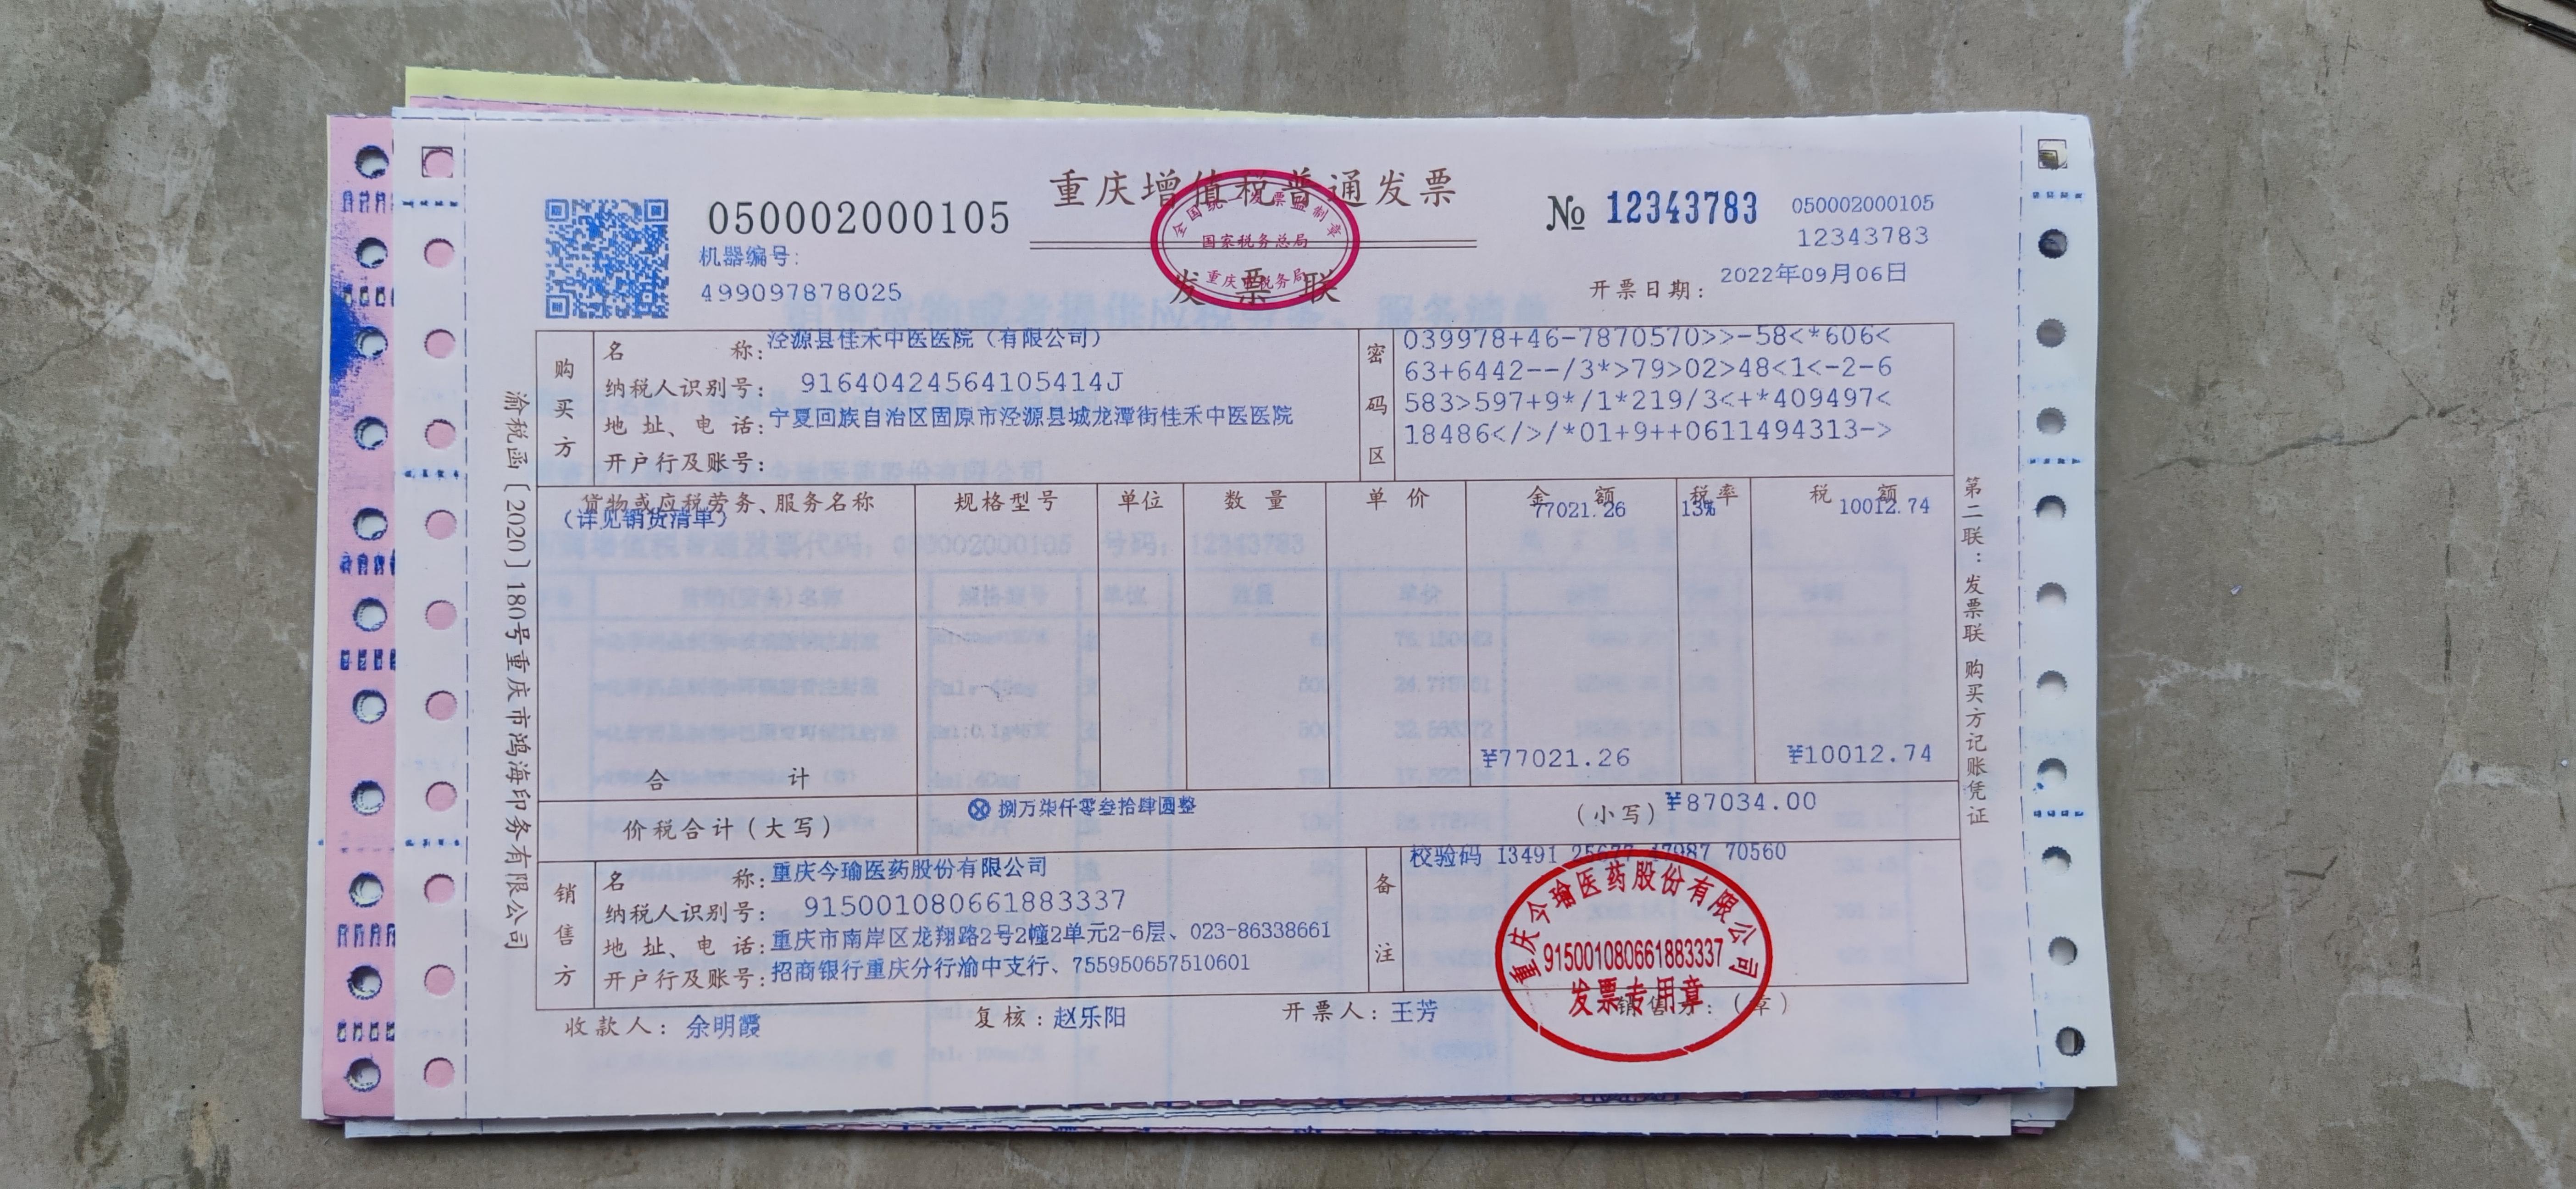 重庆增值税普通发票
发票联
全国统一发票监制章
国家税务总局
重庆市税务局
050002000105
机器编号:
499097878025
№ 12343783
050002000105
12343783
开票日期: 2022年09月06日
购买方
名称: 泾源县佳禾中医医院（有限公司）
纳税人识别号: 91640424564105414J
地址、电话: 宁夏回族自治区固原市泾源县城龙潭街佳禾中医医院
开户行及账号:
密码区
039978+46-7870570>>-58<*606<
63+6442--/3*>79>02>48<1<-2-6
583>597+9*/1*219/3<+*409497<
18486</>/*01+9++0611494313->
货物或应税劳务、服务名称 规格型号 单位 数量 单价 金额 税率 税额
（详见销货清单） 77021.26 13% 10012.74
合计 ¥77021.26 ¥10012.74
价税合计(大写) ⊗捌万柒仟零叁拾肆圆整 (小写) ¥87034.00
销售方
名称: 重庆今瑜医药股份有限公司
纳税人识别号: 915001080661883337
地址、电话: 重庆市南岸区龙翔路2号2幢2单元2-6层、023-86338661
开户行及账号: 招商银行重庆分行渝中支行、755950657510601
备注
校验码 13491 25677 47987 70560
重庆今瑜医药股份有限公司
915001080661883337
发票专用章
收款人: 余明霞 复核: 赵乐阳 开票人: 王芳 销售方: (章)
渝税函〔2020〕180号重庆市鸿海印务有限公司
第二联: 发票联 购买方记账凭证